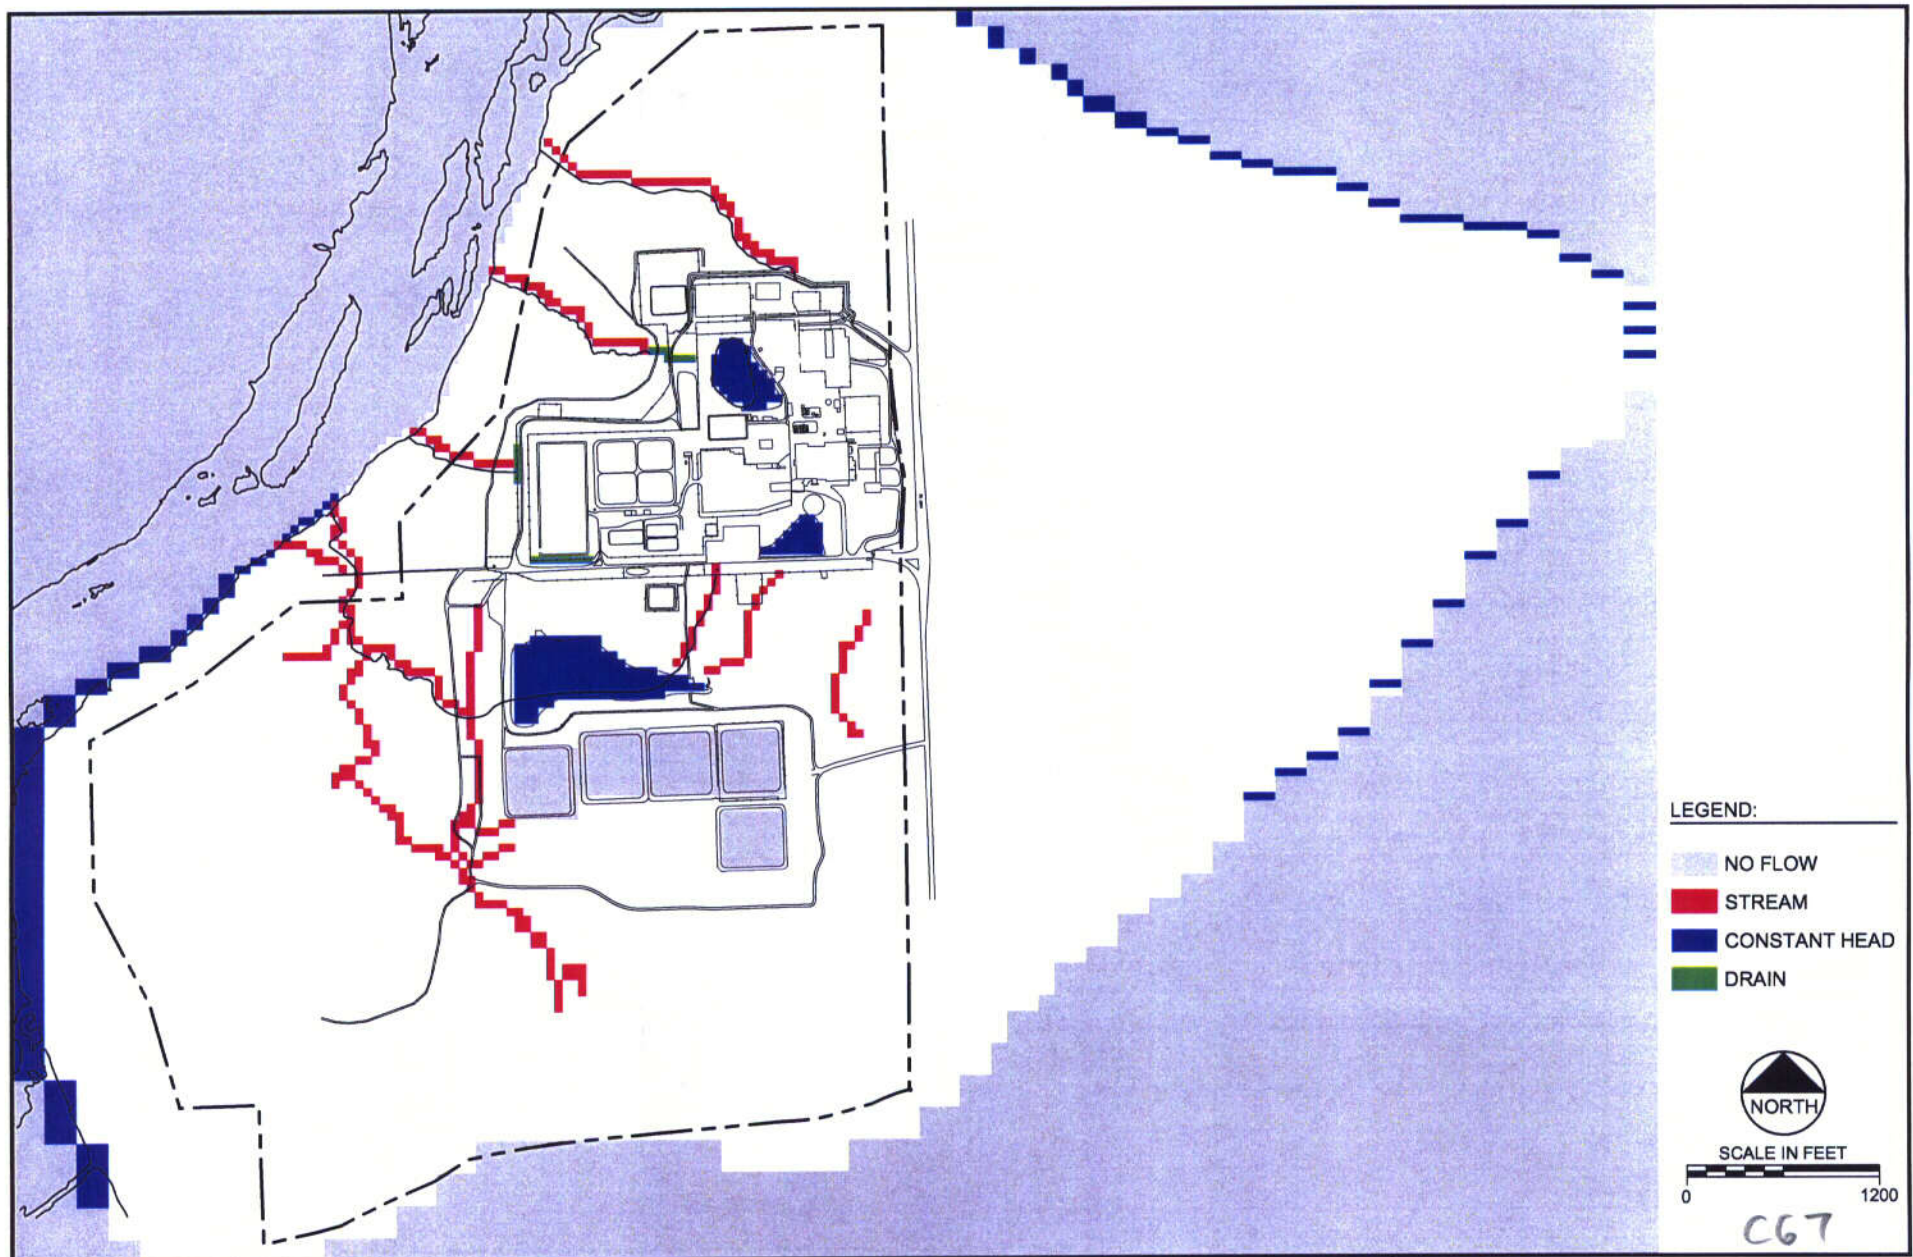 LEGEND:
NO FLOW
STREAM
CONSTANT HEAD
DRAIN
NORTH
SCALE IN FEET
0 1200
C67